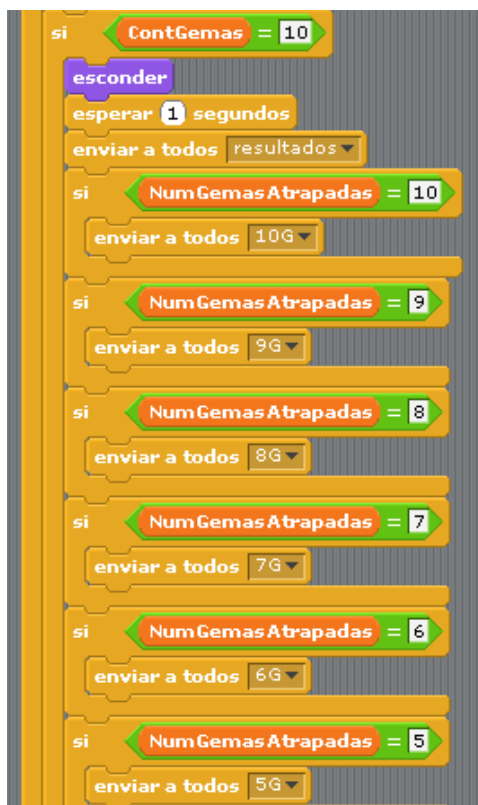 si ContGemas = 10
esconder
esperar 1 segundos
enviar a todos resultados
si NumGemasAtrapadas = 10
enviar a todos 10G
si NumGemasAtrapadas = 9
enviar a todos 9G
si NumGemasAtrapadas = 8
enviar a todos 8G
si NumGemasAtrapadas = 7
enviar a todos 7G
si NumGemasAtrapadas = 6
enviar a todos 6G
si NumGemasAtrapadas = 5
enviar a todos 5G